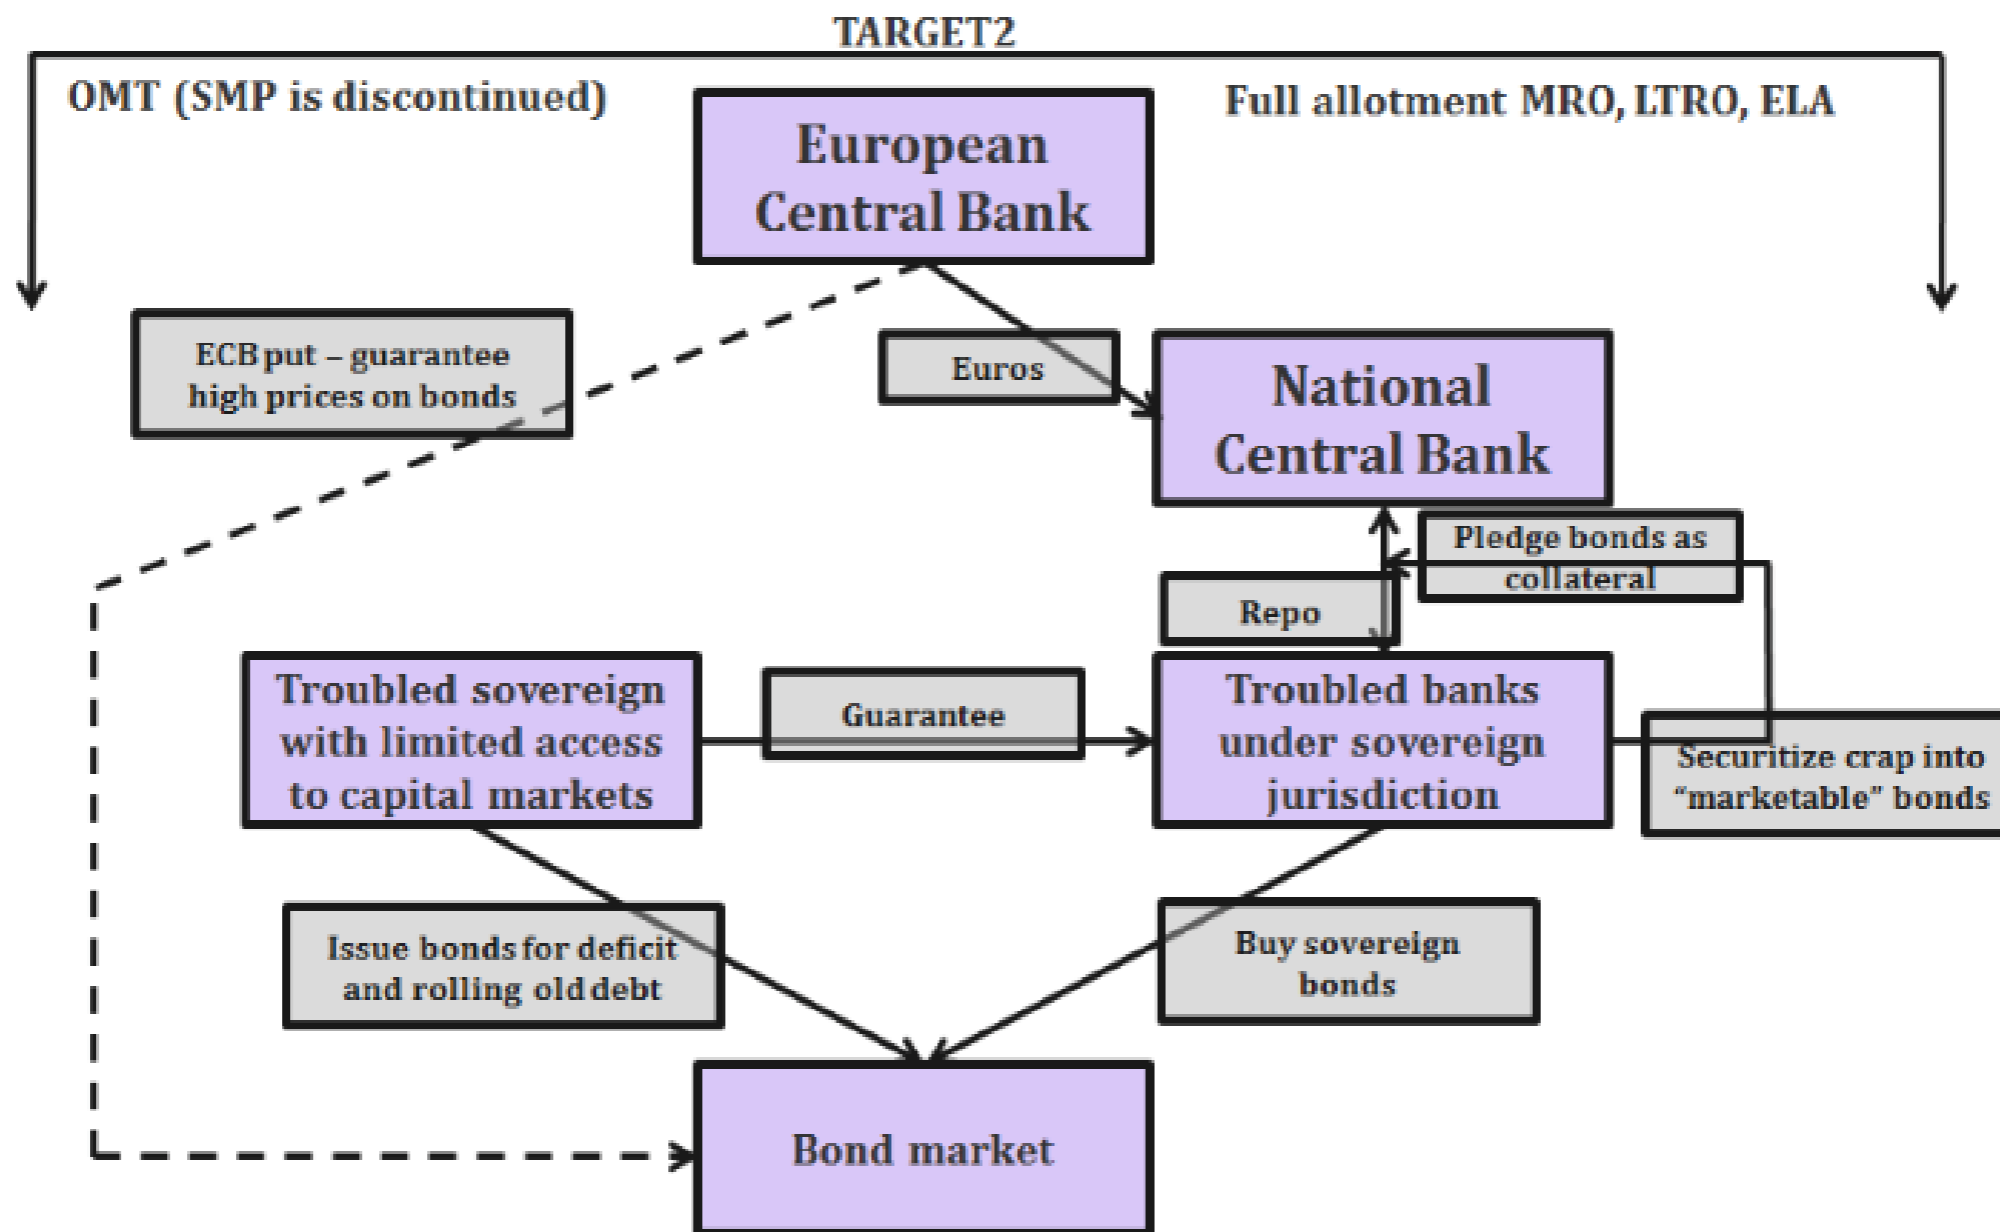 TARGET2
OMT (SMP is discontinued)
Full allotment MRO, LTRO, ELA
European
Central Bank
ECB put – guarantee
high prices on bonds
Euros
National
Central Bank
Pledge bonds as
collateral
Repo
Troubled sovereign
with limited access
to capital markets
Guarantee
Troubled banks
under sovereign
jurisdiction
Securitize crap into
“marketable” bonds
Issue bonds for deficit
and rolling old debt
Buy sovereign
bonds
Bond market